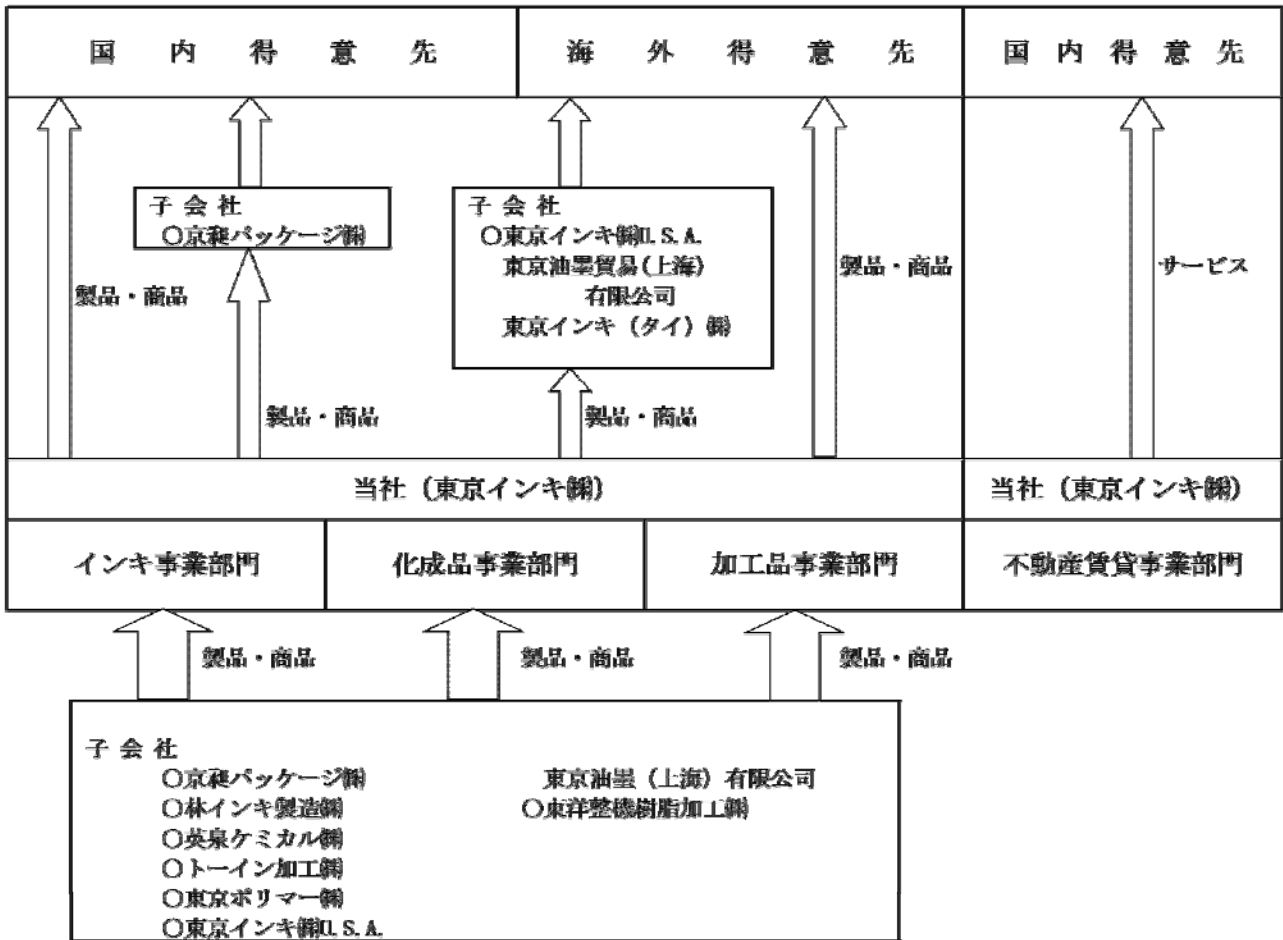 国内得意先
海外得意先
国内得意先
子会社
○京葎パッケージ㈱
子会社
○東京インキ㈱U.S.A.
東京油墨貿易(上海)
有限公司
東京インキ（タイ）㈱
製品・商品
製品・商品
サービス
製品・商品
製品・商品
当社（東京インキ㈱）
当社（東京インキ㈱）
インキ事業部門
化成品事業部門
加工品事業部門
不動産賃貸事業部門
製品・商品
製品・商品
製品・商品
子会社
パッケージ㈱
東京油墨（上海）有限公司
○林インキ製造㈱
○東洋整機樹脂加工㈱
○英泉ケミカル㈱
○トーイン加工㈱
○東京ポリマー㈱
○東京インキ㈱U.S.A.